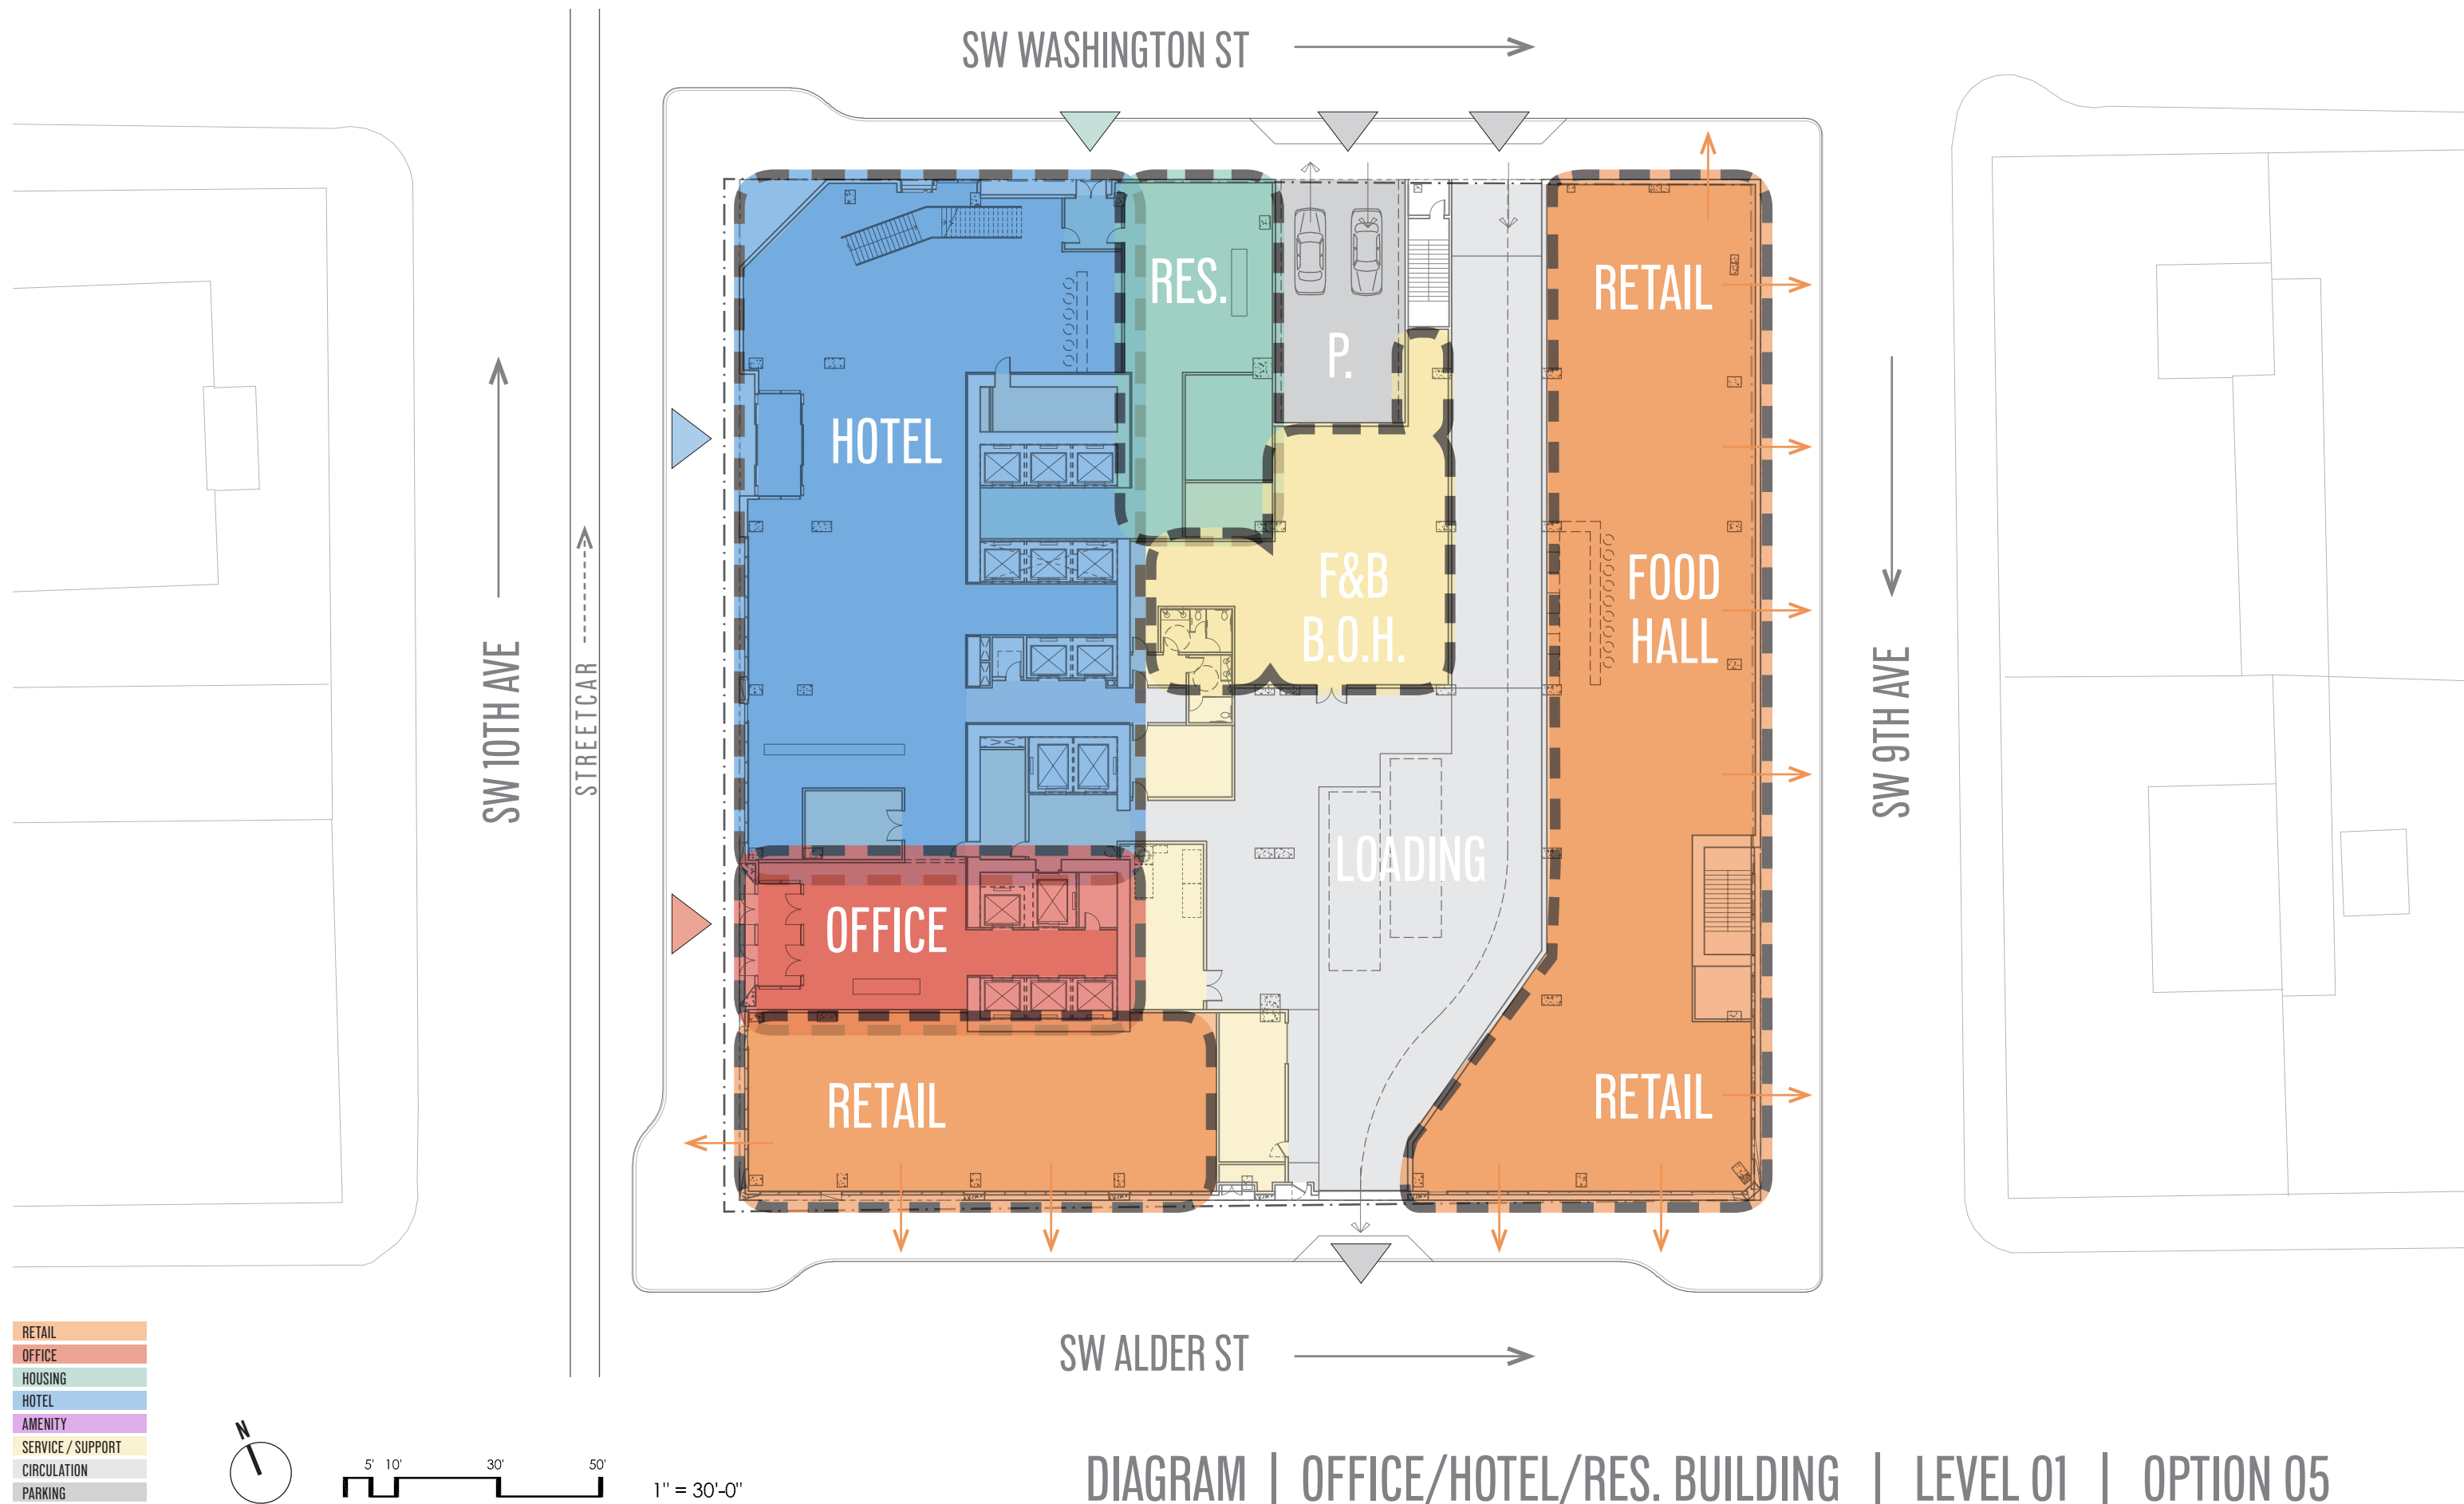 SW WASHINGTON ST
SW 10TH AVE
STREETCAR
SW 9TH AVE
RES.
RETAIL
P.
HOTEL
F&B
B.O.H.
FOOD
HALL
LOADING
OFFICE
RETAIL
RETAIL
SW ALDER ST
RETAIL
OFFICE
HOUSING
HOTEL
AMENITY
SERVICE / SUPPORT
CIRCULATION
PARKING
N
5' 10' 30' 50'
1" = 30'-0"
DIAGRAM | OFFICE/HOTEL/RES. BUILDING | LEVEL 01 | OPTION 05